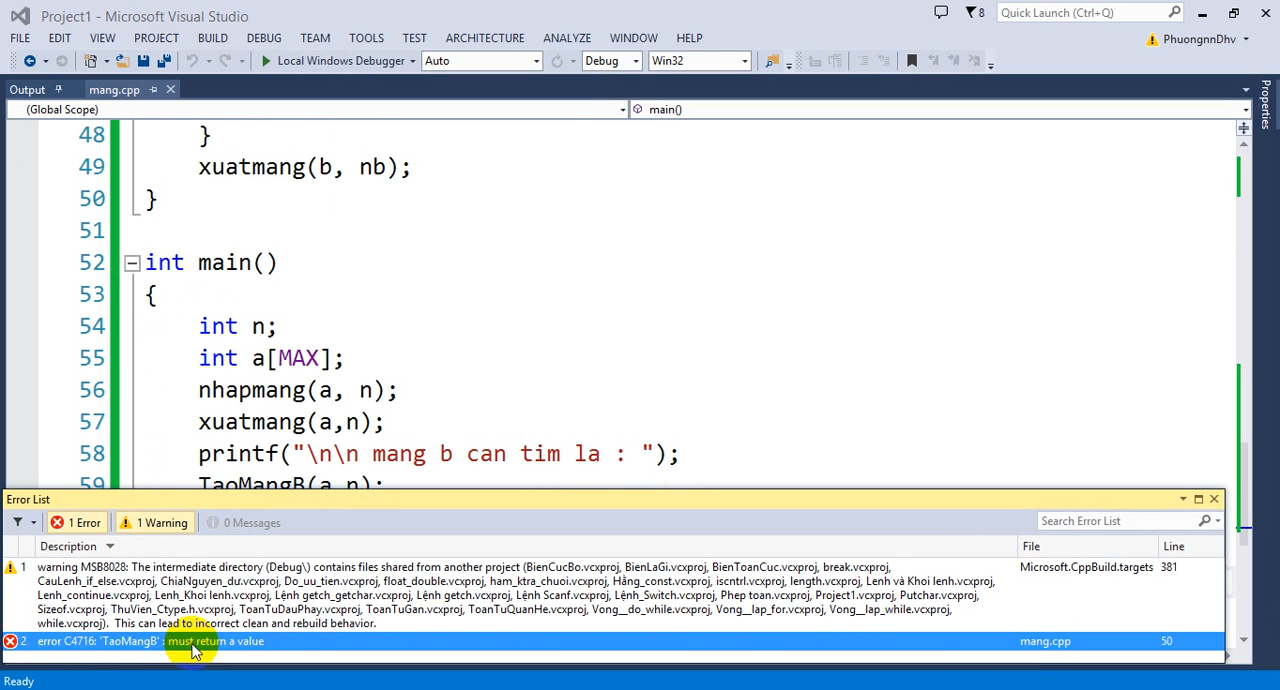 Project1 - Microsoft Visual Studio
8
Quick Launch (Ctrl+Q)
FILE EDIT VIEW PROJECT BUILD DEBUG TEAM TOOLS TEST ARCHITECTURE ANALYZE WINDOW HELP
PhuongnnDhv
Local Windows Debugger Auto Debug Win32
Output mang.cpp
Properties
(Global Scope) main()
48 }
49 xuatmang(b, nb);
50 }
51
52 int main()
53 {
54 int n;
55 int a[MAX];
56 nhapmang(a, n);
57 xuatmang(a,n);
58 printf("\n\n mang b can tim la : ");
59 TaoMangB(a,n);
Error List
1 Error 1 Warning 0 Messages
Search Error List
Description File Line
1 warning MSB8028: The intermediate directory (Debug\) contains files shared from another project (BienCucBo.vcxproj, BienLaGi.vcxproj, BienToanCuc.vcxproj, break.vcxproj, Microsoft.CppBuild.targets 381
CauLenh_if_else.vcxproj, ChiaNguyen_dư.vcxproj, Do_uu_tien.vcxproj, float_double.vcxproj, ham_ktra_chuoi.vcxproj, Hằng_const.vcxproj, iscntrl.vcxproj, length.vcxproj, Lenh và Khoi lenh.vcxproj,
Lenh_continue.vcxproj, Lenh_Khoi lenh.vcxproj, Lệnh getch_getchar.vcxproj, Lệnh getch.vcxproj, Lệnh Scanf.vcxproj, Lệnh_Switch.vcxproj, Phep toan.vcxproj, Project1.vcxproj, Putchar.vcxproj,
Sizeof.vcxproj, ThuVien_Ctype.h.vcxproj, ToanTuDauPhay.vcxproj, ToanTuGan.vcxproj, ToanTuQuanHe.vcxproj, Vong__do_while.vcxproj, Vong__lap_for.vcxproj, Vong__lap_while.vcxproj,
while.vcxproj). This can lead to incorrect clean and rebuild behavior.
2 error C4716: 'TaoMangB' : must return a value mang.cpp 50
Ready